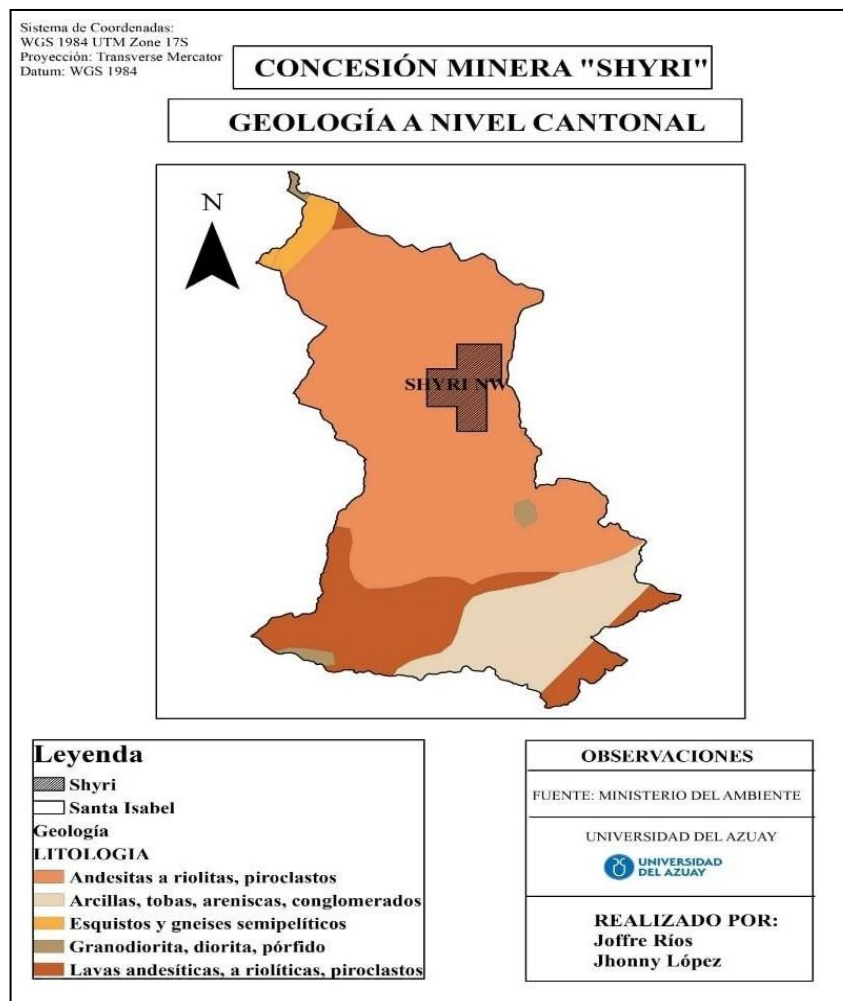 Sistema de Coordenadas:
WGS 1984 UTM Zone 17S
Proyección: Transverse Mercator
Datum: WGS 1984
CONCESIÓN MINERA "SHYRI"
GEOLOGÍA A NIVEL CANTONAL
N
SHYRI NW
Leyenda
Shyri
Santa Isabel
Geología
LITOLOGIA
Andesitas a riolitas, piroclastos
Arcillas, tobas, areniscas, conglomerados
Esquistos y gneises semipelíticos
Granodiorita, diorita, pórfido
Lavas andesíticas, a riolíticas, piroclastos
OBSERVACIONES
FUENTE: MINISTERIO DEL AMBIENTE
UNIVERSIDAD DEL AZUAY
UNIVERSIDAD
DEL AZUAY
REALIZADO POR:
Joffre Ríos
Jhonny López